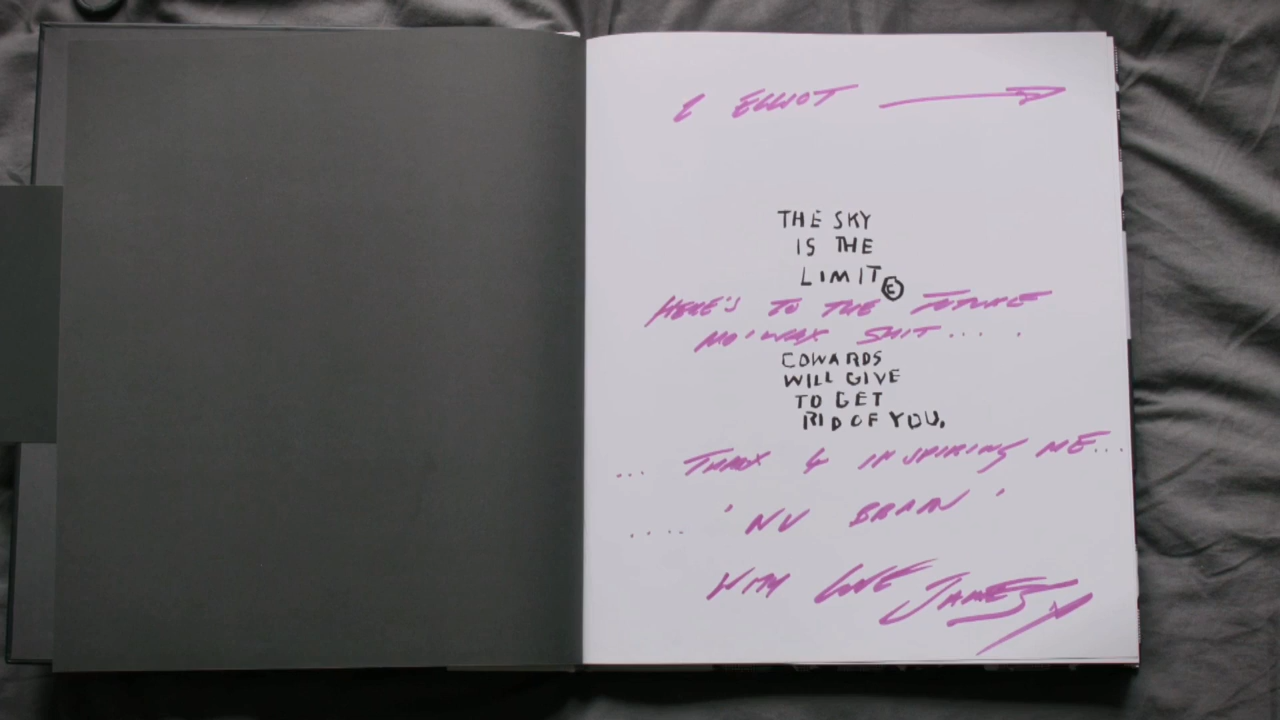 2 ELLIOT
THE SKY
IS THE
LIMIT
HERE'S TO THE FUTURE
MO'WAX SHIT.... .
COWARDS
WILL GIVE
TO GET
RID OF YOU.
... THANX 4 INSPIRING ME...
.... 'NU BRAIN'
WITH LOVE JAMES X